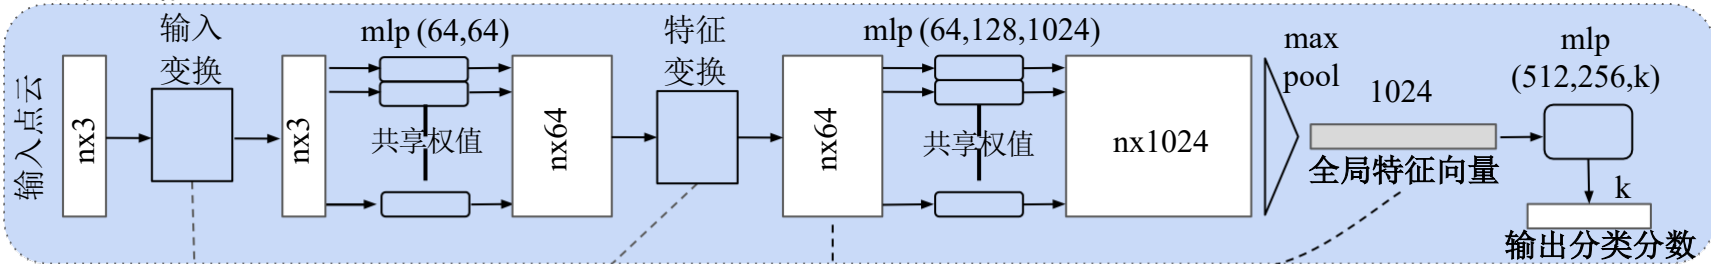 输入点云
nx3
输入
变换
nx3
mlp (64,64)
共享权值
nx64
特征
变换
nx64
mlp (64,128,1024)
共享权值
nx1024
max
pool
1024
全局特征向量
mlp
(512,256,k)
k
输出分类分数